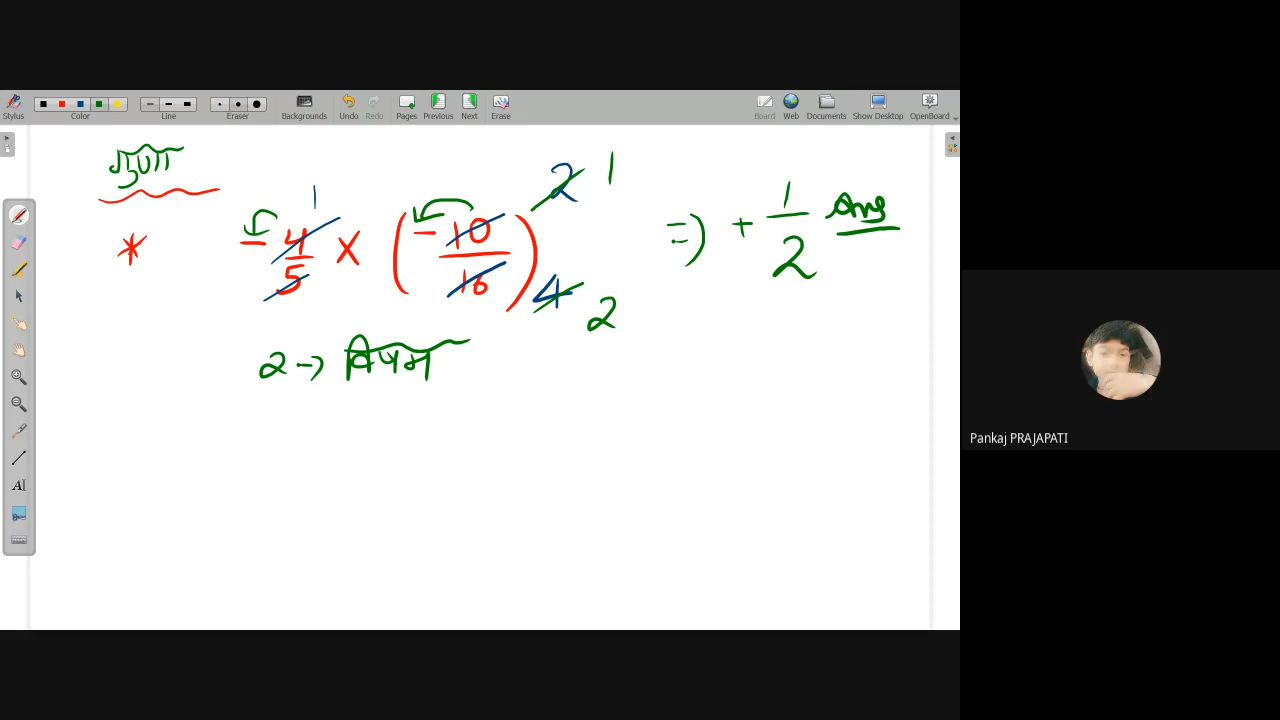 Stylus Color Line Eraser Backgrounds Undo Redo Pages Previous Next Erase Board Web Documents Show Desktop OpenBoard
गुणा
* - 4/5 × ( - 10/16 ) => + 1/2 Ans
1 2 1
4 2
2 → विषम
Pankaj PRAJAPATI